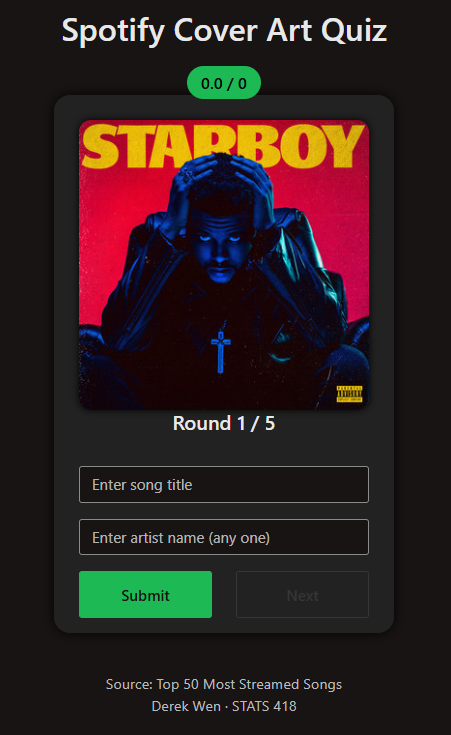 Spotify Cover Art Quiz
0.0 / 0
STARBOY
PARENTAL
ADVISORY
EXPLICIT CONTENT
Round 1 / 5
Enter song title
Enter artist name (any one)
Submit
Next
Source: Top 50 Most Streamed Songs
Derek Wen · STATS 418